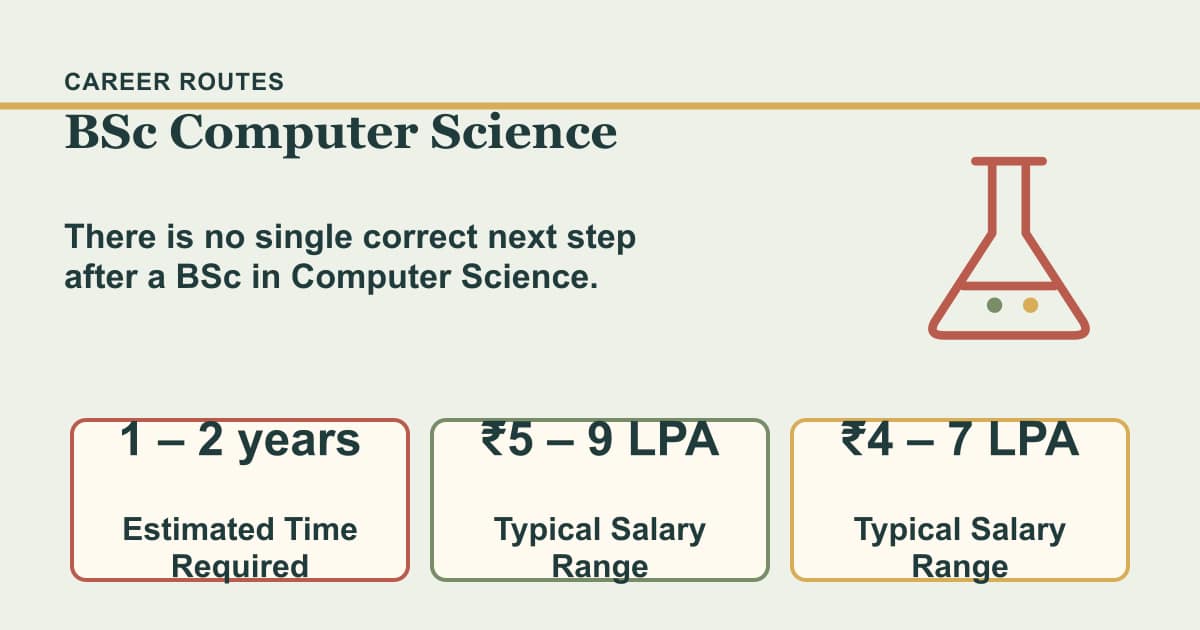 CAREER ROUTES
BSc Computer Science
There is no single correct next step
after a BSc in Computer Science.
1 – 2 years
Estimated Time
Required
₹5 – 9 LPA
Typical Salary
Range
₹4 – 7 LPA
Typical Salary
Range